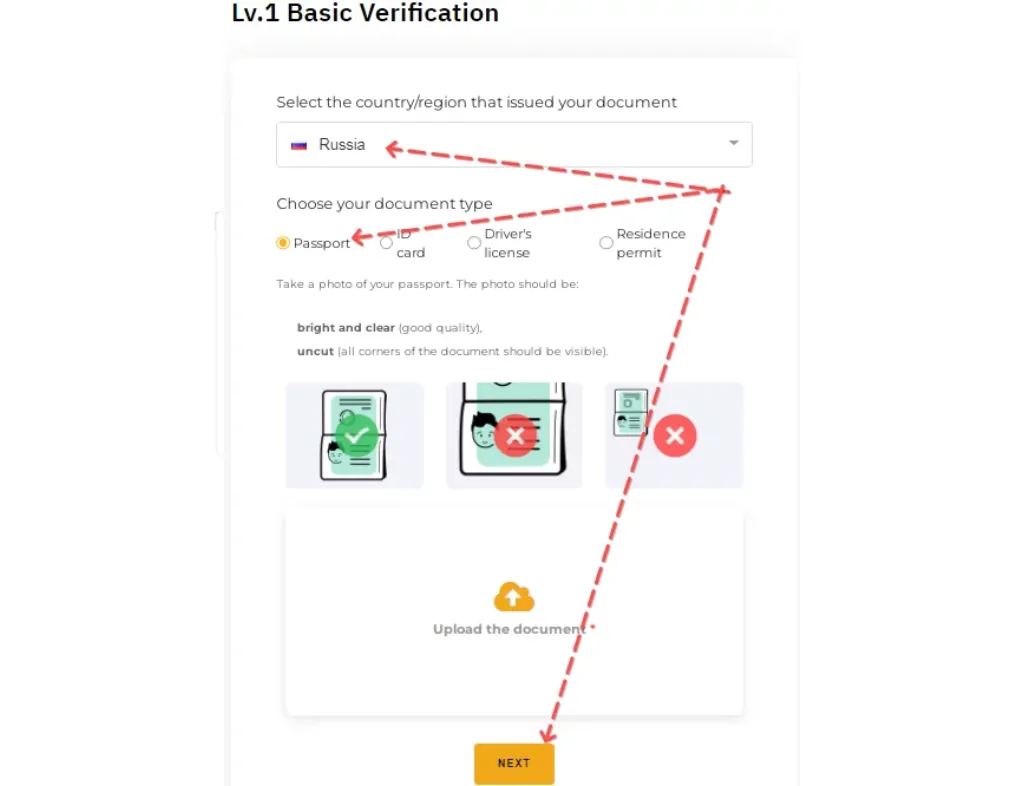 Lv.1 Basic Verification
Select the country/region that issued your document
Russia
Choose your document type
Passport
ID card
Driver's license
Residence permit
Take a photo of your passport. The photo should be:
bright and clear (good quality),
uncut (all corners of the document should be visible).
Upload the document *
NEXT